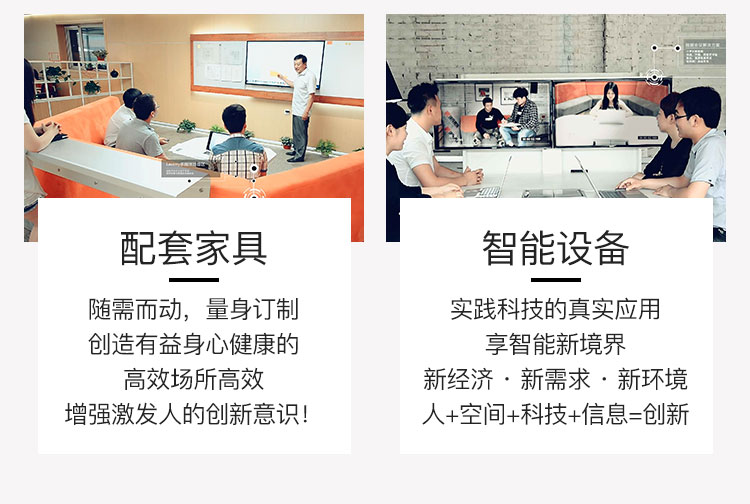 配套家具
随需而动，量身订制
创造有益身心健康的
高效场所高效
增强激发人的创新意识！
智能设备
实践科技的真实应用
享智能新境界
新经济 · 新需求 · 新环境
人+空间+科技+信息=创新